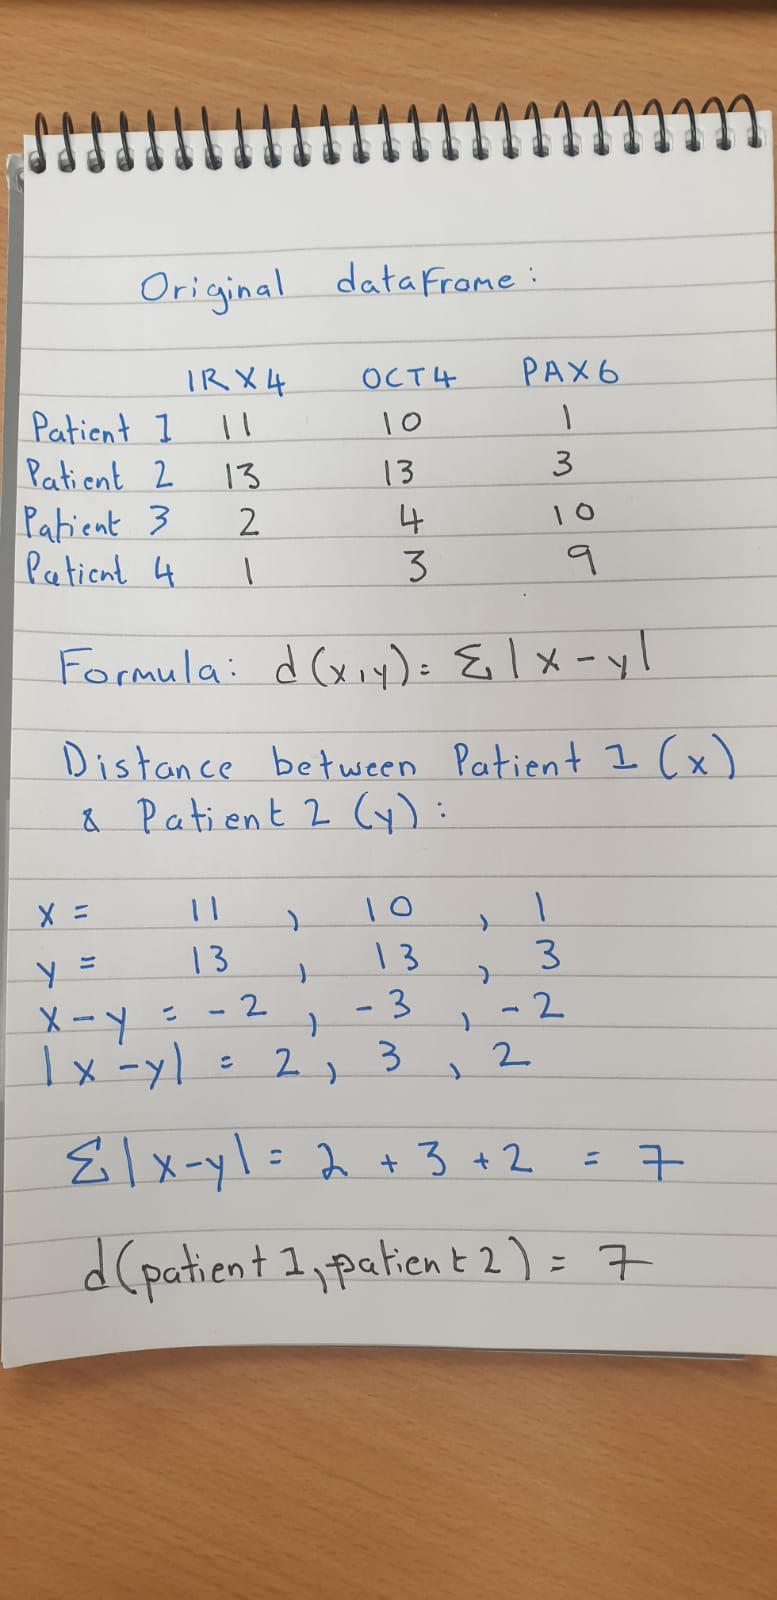 Original dataFrame:
IRX4 OCT4 PAX6
Patient 1 11 10 1
Patient 2 13 13 3
Patient 3 2 4 10
Patient 4 1 3 9
Formula: d(x,y)= Σ|x-y|
Distance between Patient 1 (x)
& Patient 2 (y):
x = 11 , 10 , 1
y = 13 , 13 , 3
x-y = -2 , -3 , -2
|x-y| = 2 , 3 , 2
Σ|x-y| = 2 + 3 + 2 = 7
d(patient 1, patient 2) = 7